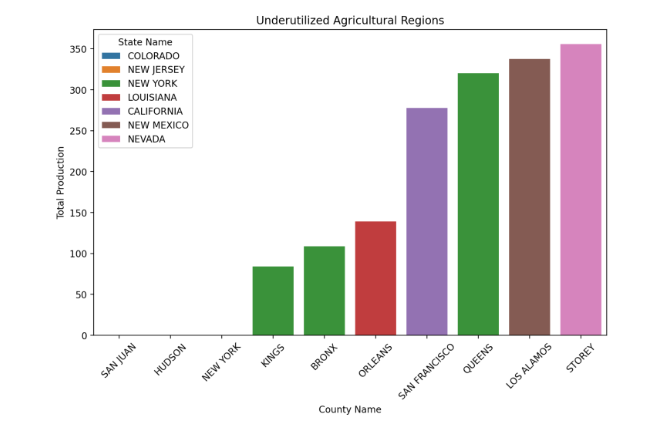 Underutilized Agricultural Regions
State Name
COLORADO
NEW JERSEY
NEW YORK
LOUISIANA
CALIFORNIA
NEW MEXICO
NEVADA
Total Production
350
300
250
200
150
100
50
0
SAN JUAN
HUDSON
NEW YORK
KINGS
BRONX
ORLEANS
SAN FRANCISCO
QUEENS
LOS ALAMOS
STOREY
County Name